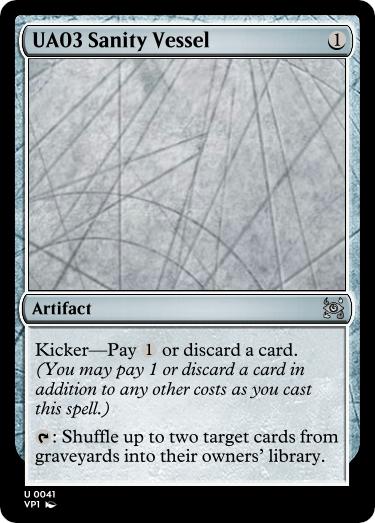 UA03 Sanity Vessel 1
Artifact
Kicker—Pay 1 or discard a card.
(You may pay 1 or discard a card in
addition to any other costs as you cast
this spell.)
: Shuffle up to two target cards from
graveyards into their owners' library.
U 0041
VP1